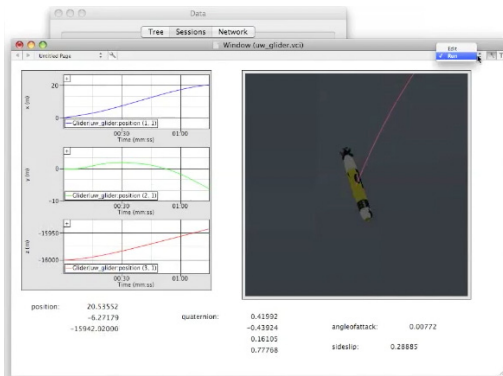 Data
Tree Sessions Network
Window (uw_glider.sci)
Edit
Run
Untitled Page
x (m)
20
0
Glider/uw_glider.position (1, 1)
00:30 01:00
Time (mm:ss)
y (m)
0
-10
Glider/uw_glider.position (2, 1)
00:30 01:00
Time (mm:ss)
z (m)
-15950
-16000
Glider/uw_glider.position (3, 1)
00:30 01:00
Time (mm:ss)
position: 20.53552
-6.27179
-15942.02000
quaternion: 0.41992
-0.43924
0.16105
0.77768
angleofattack: 0.00772
sideslip: 0.28885